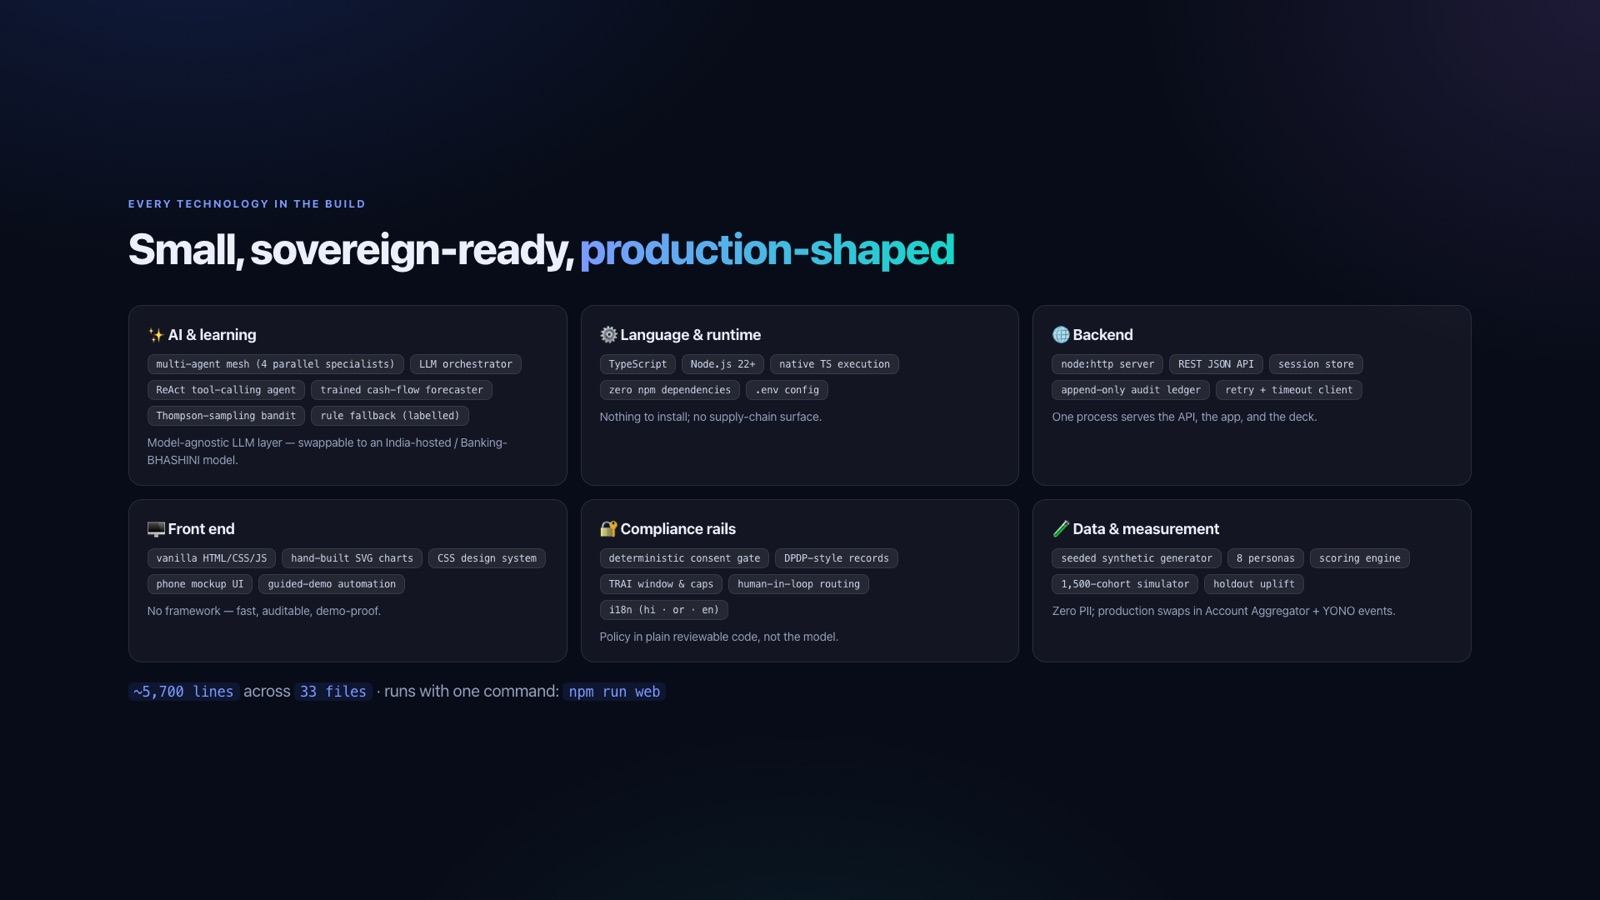 EVERY TECHNOLOGY IN THE BUILD
Small, sovereign-ready, production-shaped
✨ AI & learning
multi-agent mesh (4 parallel specialists) LLM orchestrator
ReAct tool-calling agent trained cash-flow forecaster
Thompson-sampling bandit rule fallback (labelled)
Model-agnostic LLM layer — swappable to an India-hosted / Banking-
BHASHINI model.
⚙️ Language & runtime
TypeScript Node.js 22+ native TS execution
zero npm dependencies .env config
Nothing to install; no supply-chain surface.
🌐 Backend
node:http server REST JSON API session store
append-only audit ledger retry + timeout client
One process serves the API, the app, and the deck.
🖥️ Front end
vanilla HTML/CSS/JS hand-built SVG charts CSS design system
phone mockup UI guided-demo automation
No framework — fast, auditable, demo-proof.
🔐 Compliance rails
deterministic consent gate DPDP-style records
TRAI window & caps human-in-loop routing
i18n (hi · or · en)
Policy in plain reviewable code, not the model.
🧪 Data & measurement
seeded synthetic generator 8 personas scoring engine
1,500-cohort simulator holdout uplift
Zero PII; production swaps in Account Aggregator + YONO events.
~5,700 lines across 33 files · runs with one command: npm run web